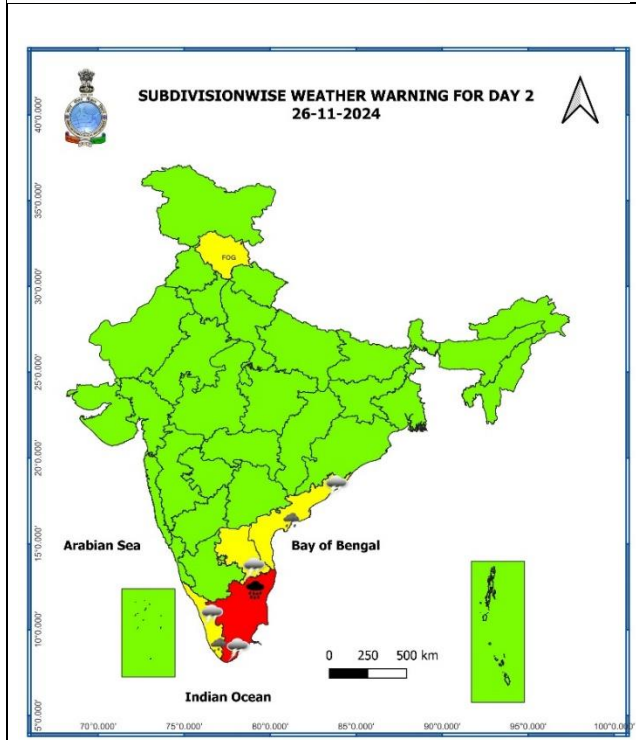 SUBDIVISIONWISE WEATHER WARNING FOR DAY 2
26-11-2024
40°0.000'
35°0.000'
FOG
30°0.000'
25°0.000'
20°0.000'
15°0.000'
Arabian Sea
Bay of Bengal
10°0.000'
0 250 500 km
Indian Ocean
5°0.000'
70°0.000' 75°0.000' 80°0.000' 85°0.000' 90°0.000' 95°0.000' 100°0.000'